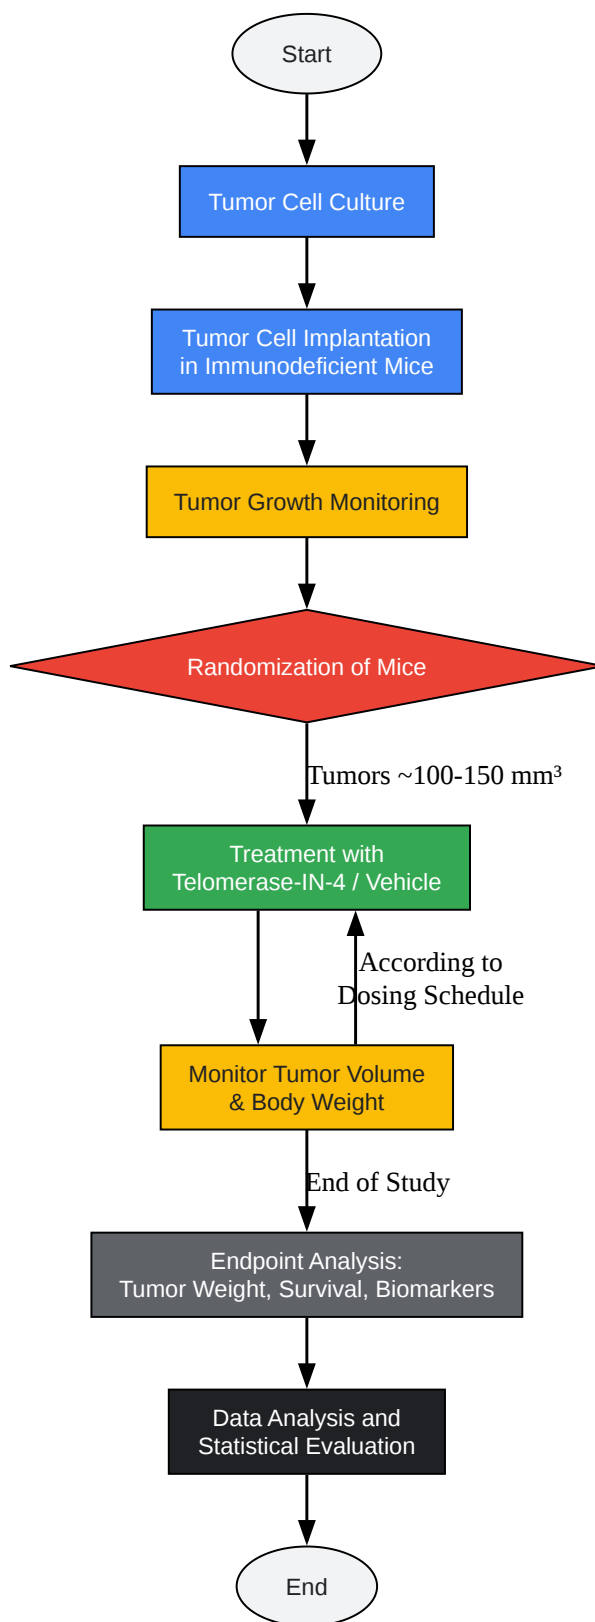 Start
Tumor Cell Culture
Tumor Cell Implantation
in Immunodeficient Mice
Tumor Growth Monitoring
Randomization of Mice
Tumors ~100-150 mm³
Treatment with
Telomerase-IN-4 / Vehicle
According to
Dosing Schedule
Monitor Tumor Volume
& Body Weight
End of Study
Endpoint Analysis:
Tumor Weight, Survival, Biomarkers
Data Analysis and
Statistical Evaluation
End